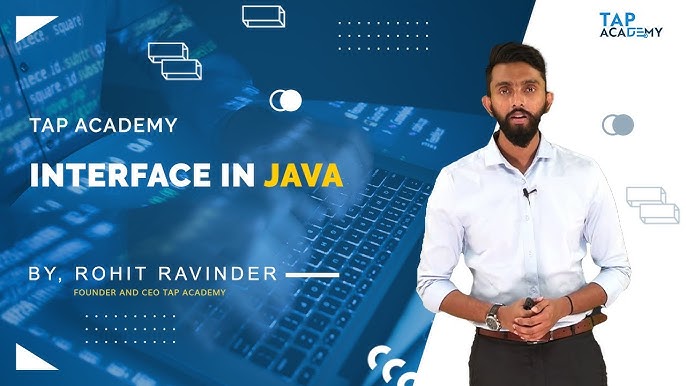 TAP
ACADEMY
TAP ACADEMY
INTERFACE IN JAVA
BY, ROHIT RAVINDER
FOUNDER AND CEO TAP ACADEMY